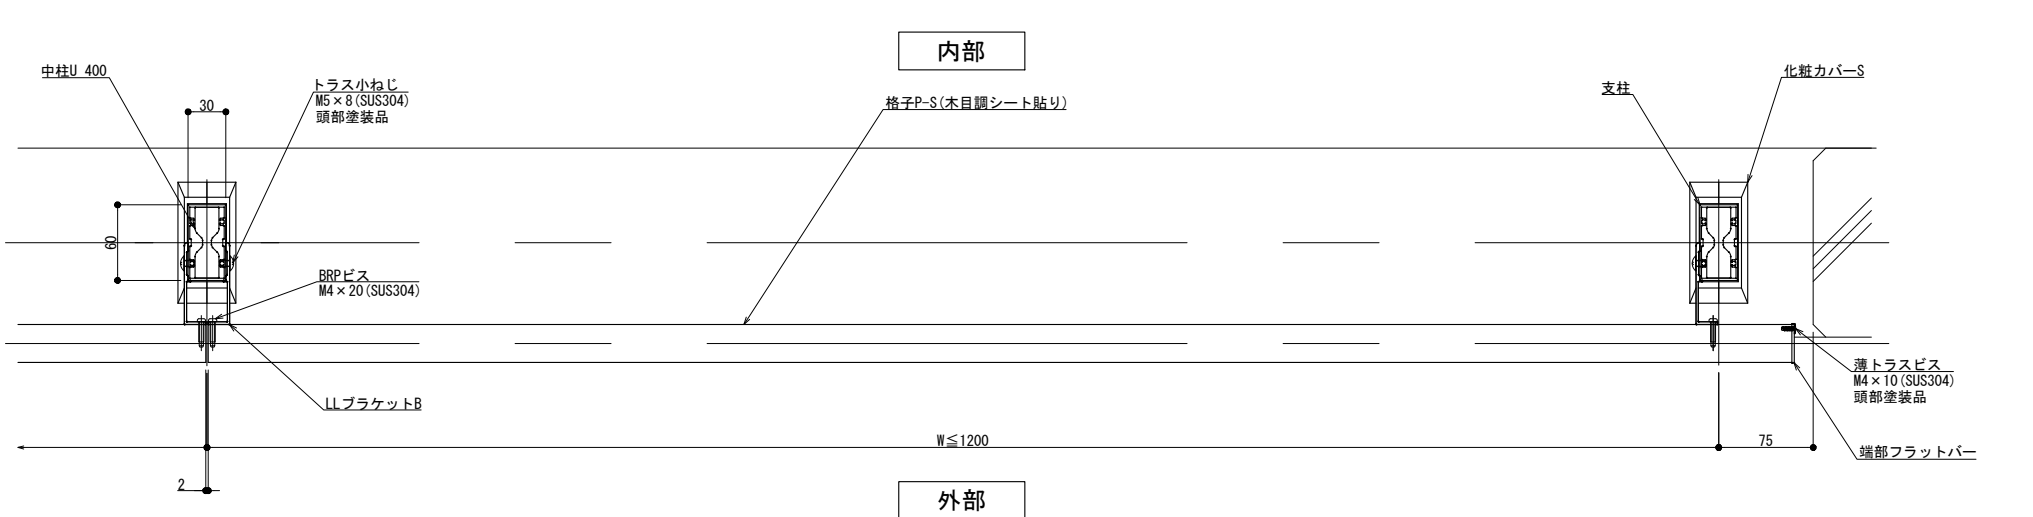 内部
中柱U 400
トラス小ねじ
M5×8(SUS304)
頭部塗装品
30
格子P-S(木目調シート貼り)
支柱
化粧カバーS
60
BRPビス
M4×20(SUS304)
LLブラケットB
薄トラスビス
M4×10(SUS304)
頭部塗装品
W≦1200
75
端部フラットバー
2
外部